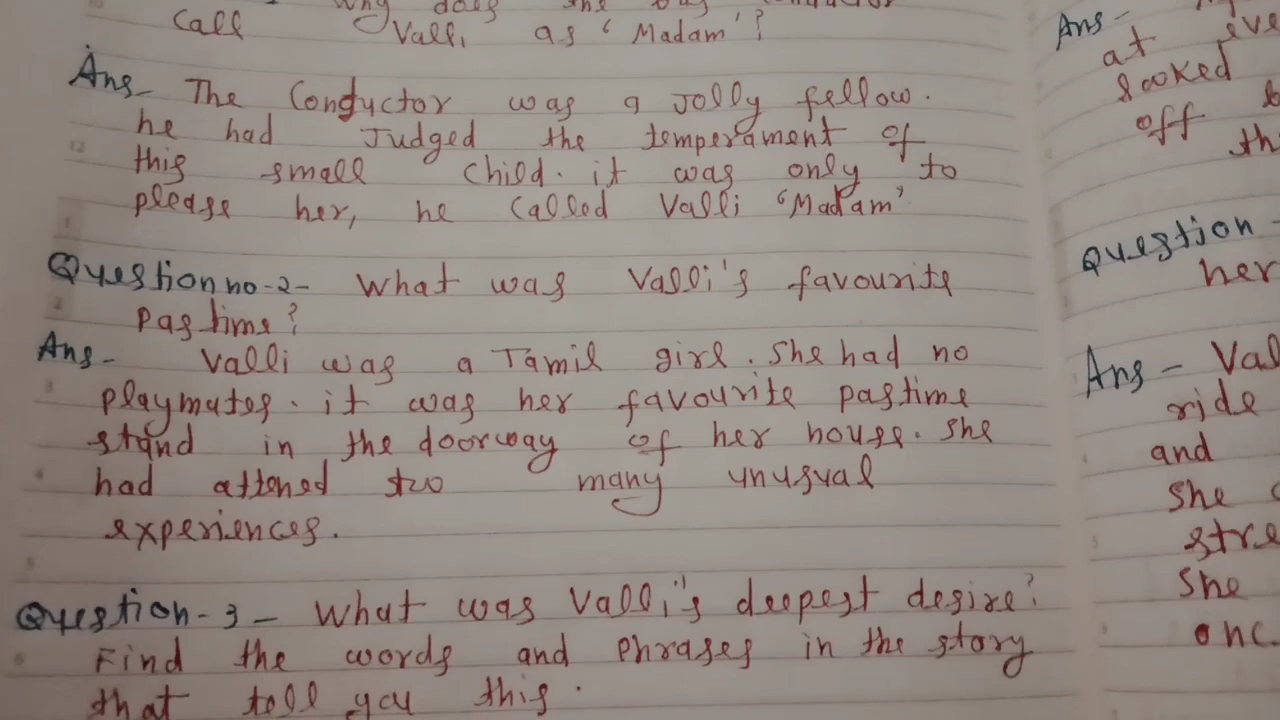 Why does the bus
Call Valli as 'Madam'?
Ans- The Conductor was a Jolly fellow.
he had Judged the temperament of
this small Child. it was only to
please her, he Called Valli 'Madam'
Question no-2- What was Valli's favourite
Pastime?
Ans- Valli was a Tamil girl. She had no
playmates. it was her favourite pastime
stand in the doorway of her house. She
had attened two many unusual
experiences.
Question-3- What was Valli's deepest desire?
Find the words and Phrases in the story
that tell you this.
Ans-
at
looked
off
th
Question -
her
Ans - Val
ride
and
She
stre
She
onc